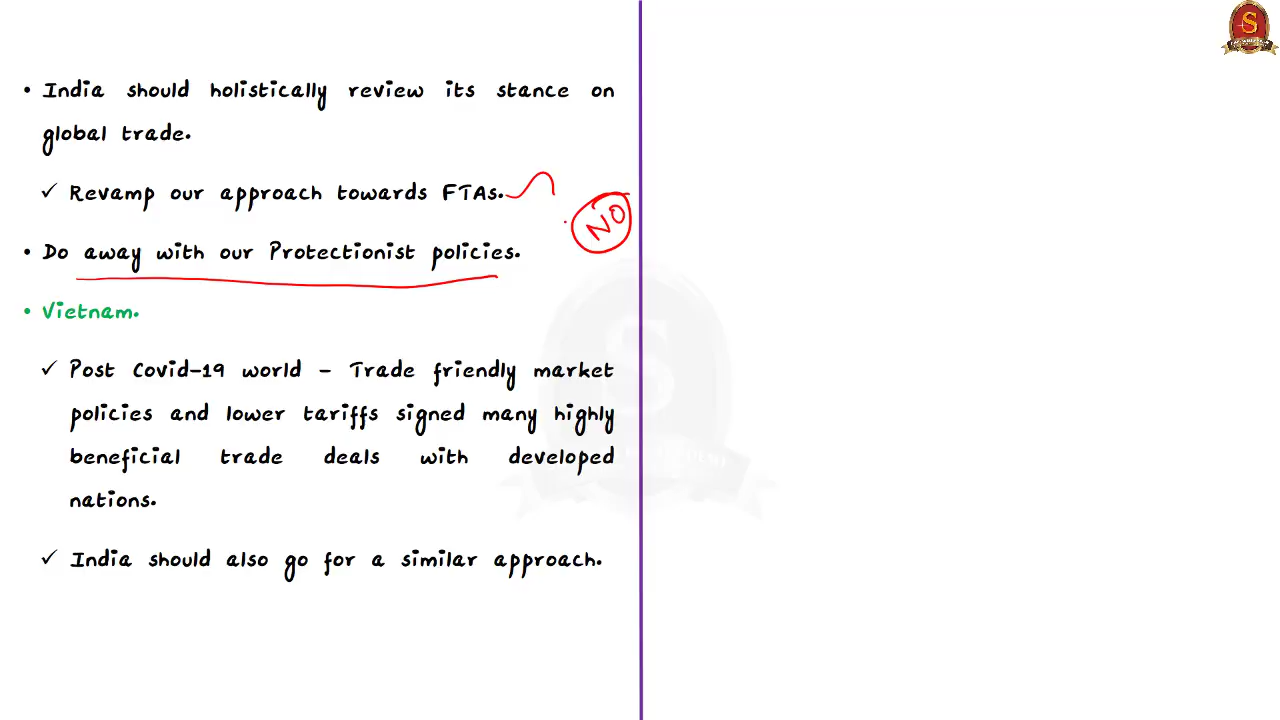 • India should holistically review its stance on
global trade.
✓ Revamp our approach towards FTAs.
NO
• Do away with our Protectionist policies.
• Vietnam.
✓ Post Covid-19 world – Trade friendly market
policies and lower tariffs signed many highly
beneficial trade deals with developed
nations.
✓ India should also go for a similar approach.
S